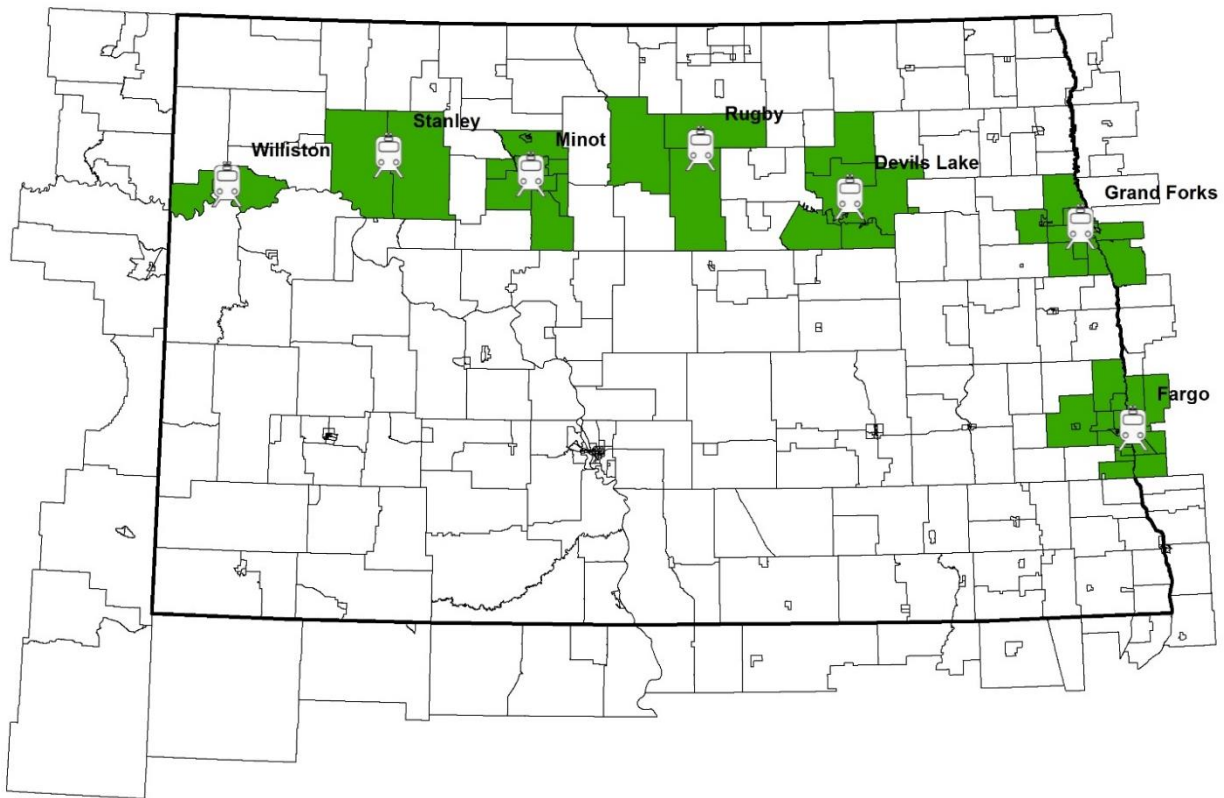 Stanley
Rugby
Minot
Williston
Devils Lake
Grand Forks
Fargo